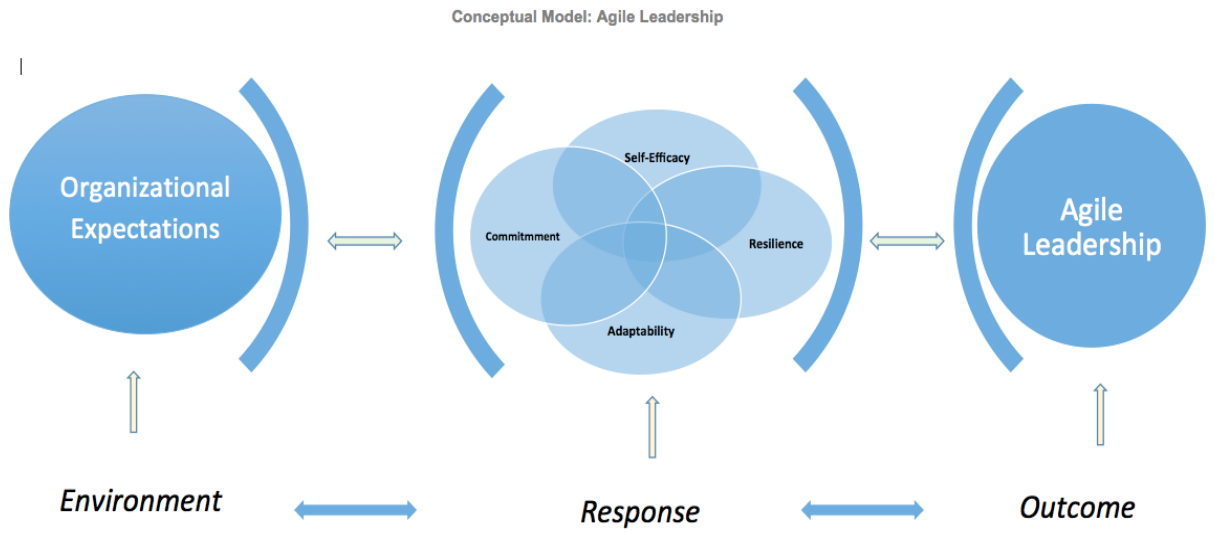 Conceptual Model: Agile Leadership
Organizational
Expectations
Self-Efficacy
Commitmment
Resilience
Adaptability
Agile
Leadership
Environment
Response
Outcome